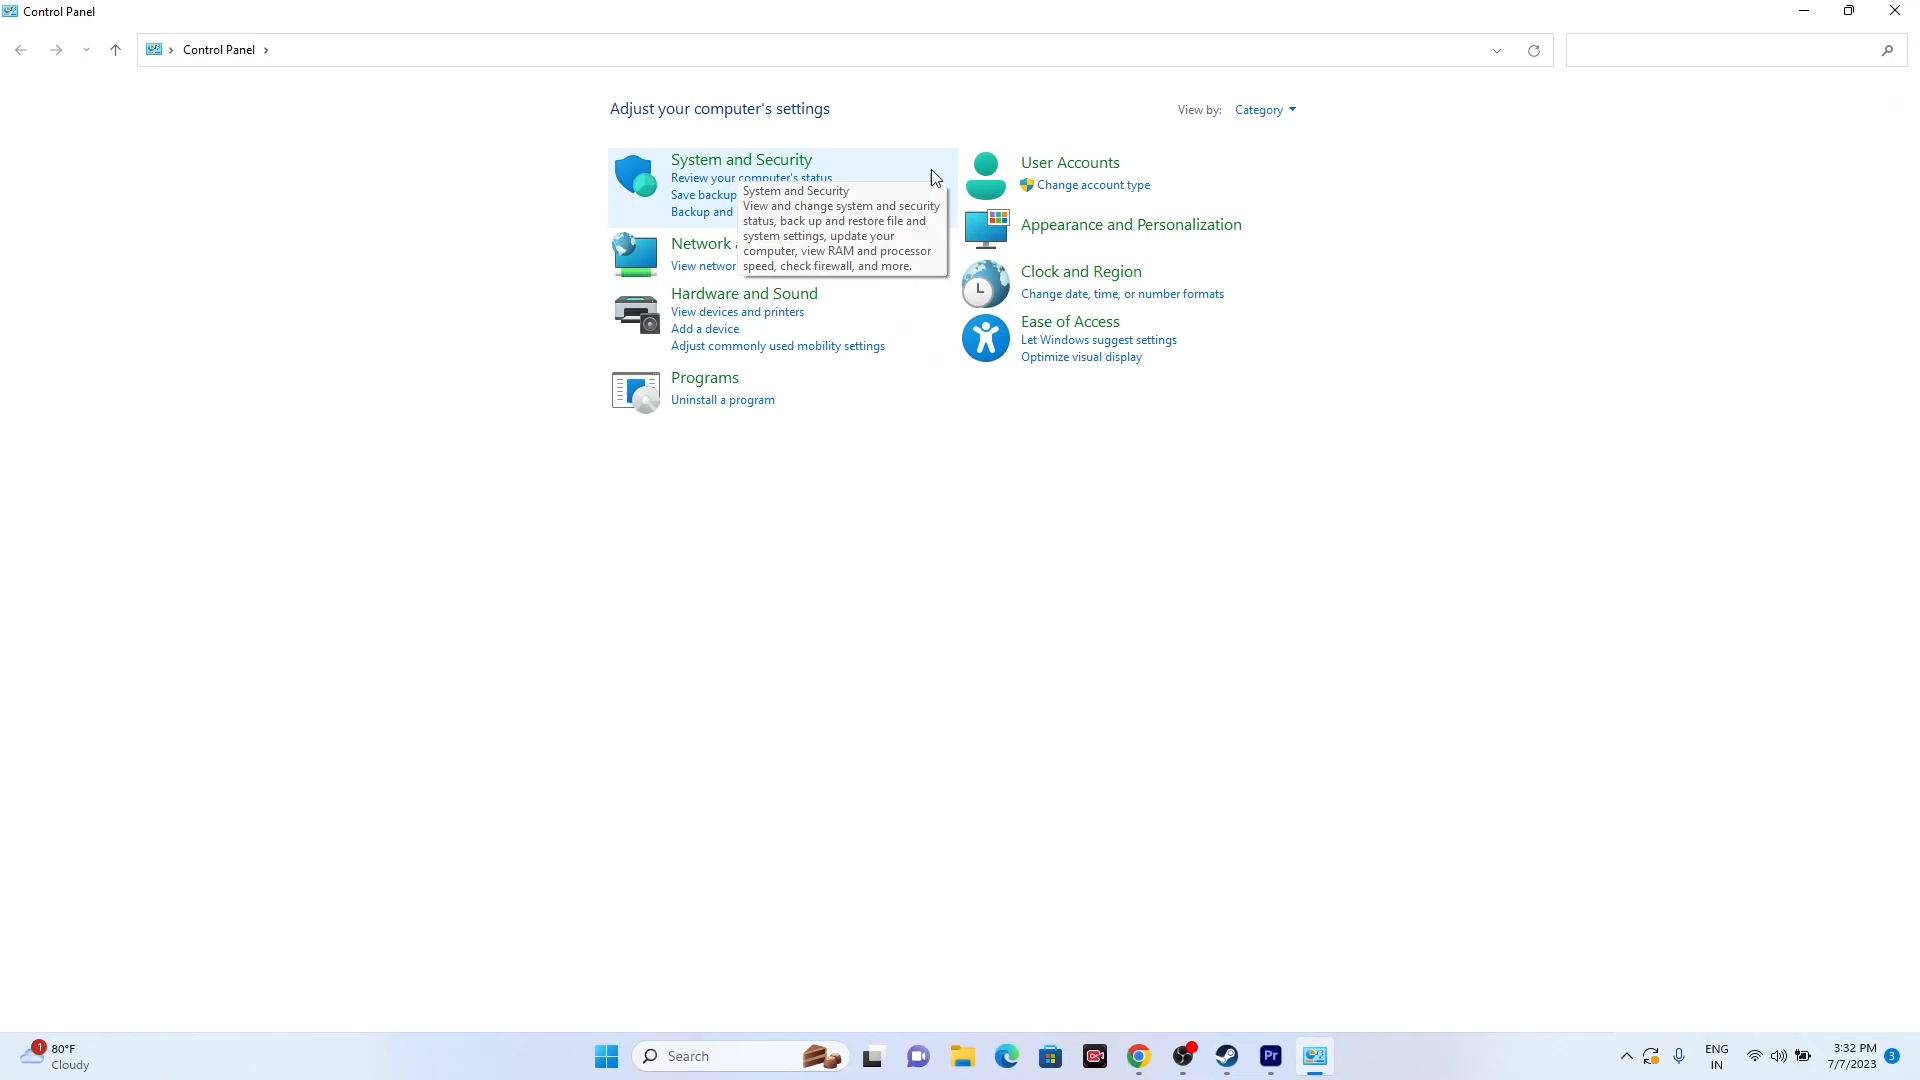 Control Panel
Control Panel
Adjust your computer's settings
View by: Category
System and Security
Review your computer's status
Save backup
Backup and
System and Security
View and change system and security
status, back up and restore file and
system settings, update your
computer, view RAM and processor
speed, check firewall, and more.
Network
View networ
Hardware and Sound
View devices and printers
Add a device
Adjust commonly used mobility settings
Programs
Uninstall a program
User Accounts
Change account type
Appearance and Personalization
Clock and Region
Change date, time, or number formats
Ease of Access
Let Windows suggest settings
Optimize visual display
1
80°F
Cloudy
Search
Pr
ENG
IN
3:32 PM
7/7/2023
3